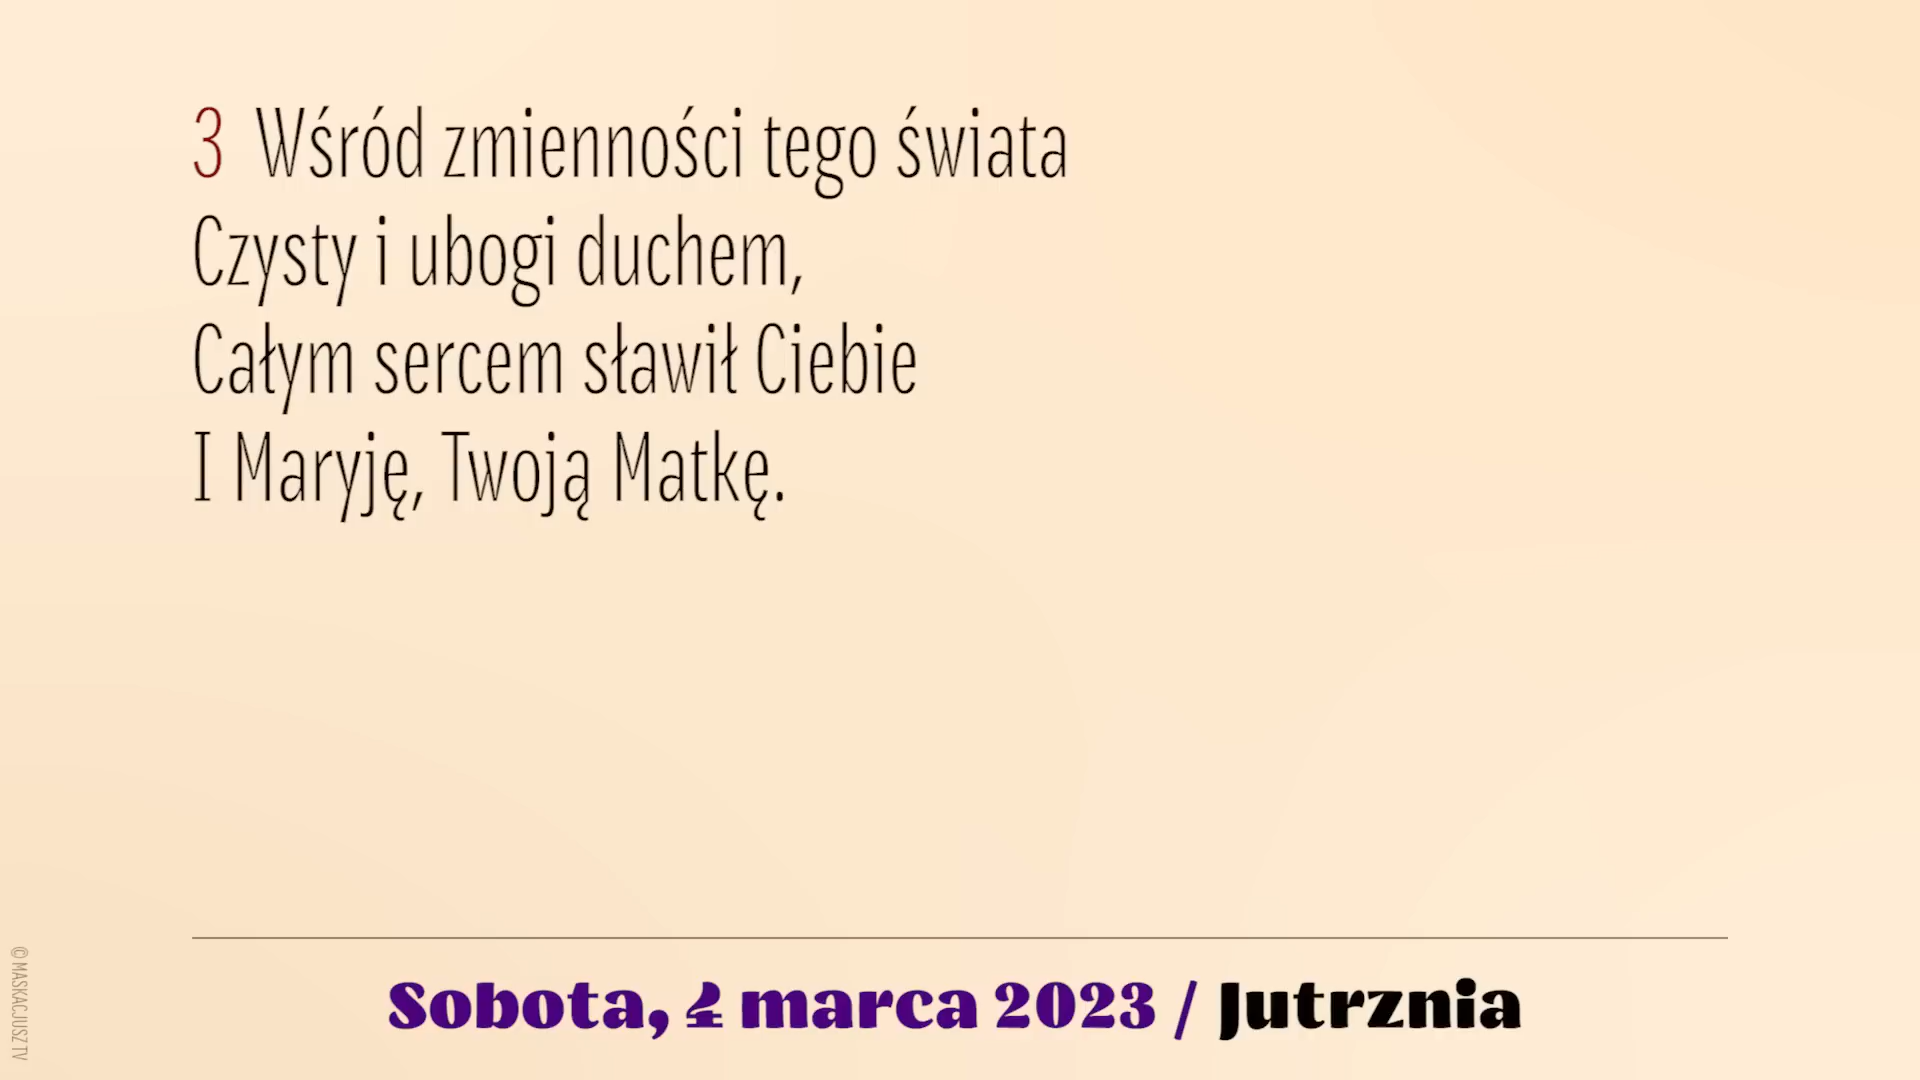 3 Wśród zmienności tego świata
Czysty i ubogi duchem,
Całym sercem sławił Ciebie
I Maryję, Twoją Matkę.
Sobota, 4 marca 2023 / Jutrznia
© MASKACJUSZ TV